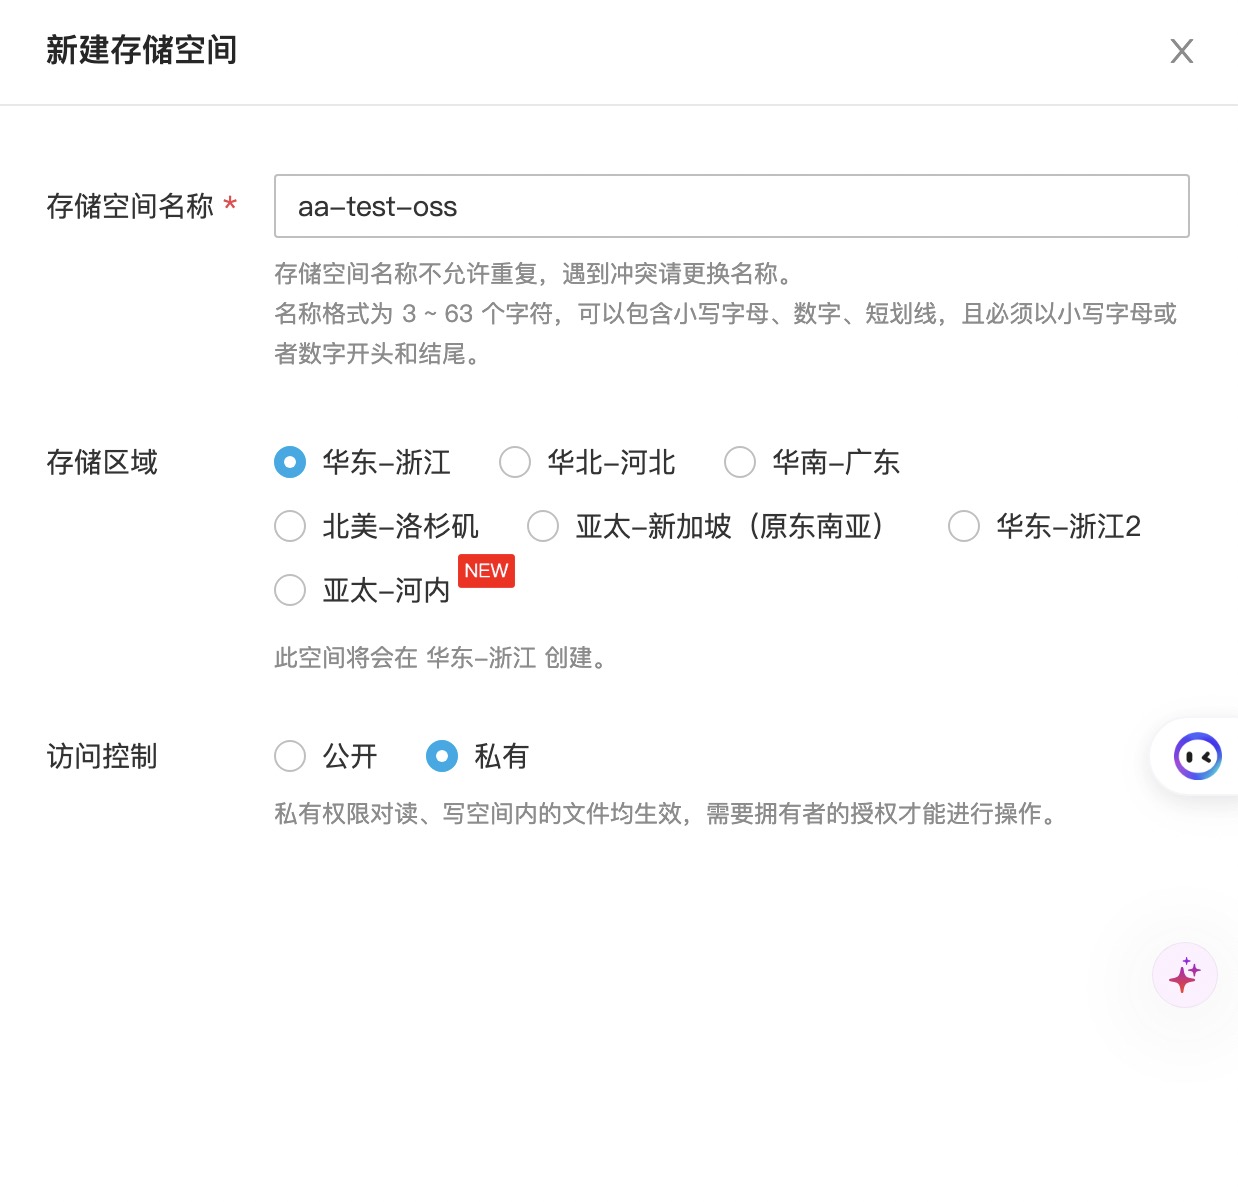 新建存储空间
存储空间名称 *
aa-test-oss
存储空间名称不允许重复，遇到冲突请更换名称。
名称格式为 3 ~ 63 个字符，可以包含小写字母、数字、短划线，且必须以小写字母或
者数字开头和结尾。
存储区域
华东-浙江 华北-河北 华南-广东
北美-洛杉矶 亚太-新加坡（原东南亚） 华东-浙江2
亚太-河内 NEW
此空间将会在 华东-浙江 创建。
访问控制
公开 私有
私有权限对读、写空间内的文件均生效，需要拥有者的授权才能进行操作。